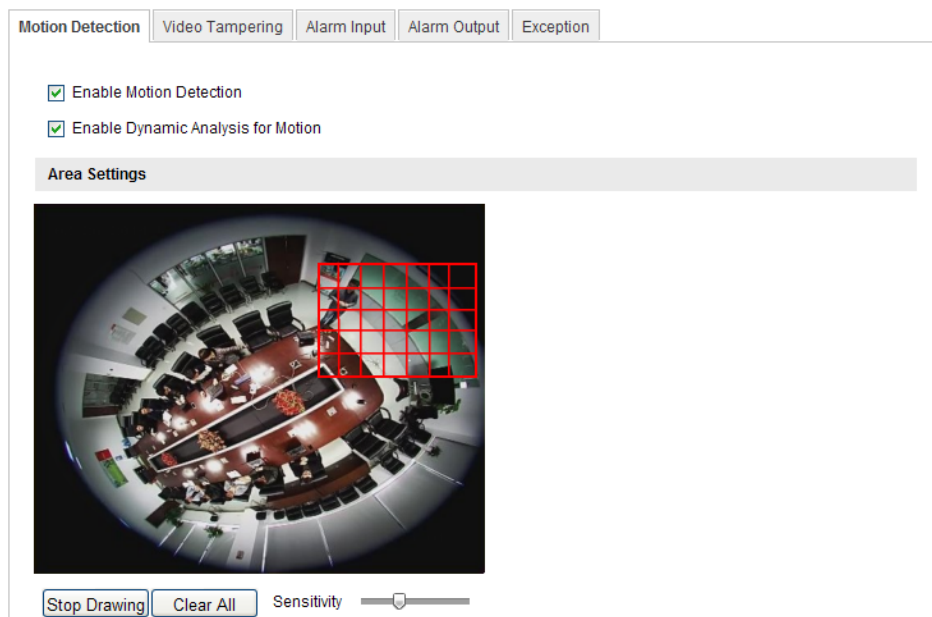 Motion Detection Video Tampering Alarm Input Alarm Output Exception
Enable Motion Detection
Enable Dynamic Analysis for Motion
Area Settings
Stop Drawing Clear All Sensitivity